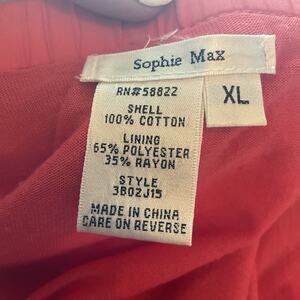 Sophie Max
XL
RN#58822
SHELL
100% COTTON
LINING
65% POLYESTER
35% RAYON
STYLE
3B02J15
MADE IN CHINA
CARE ON REVERSE